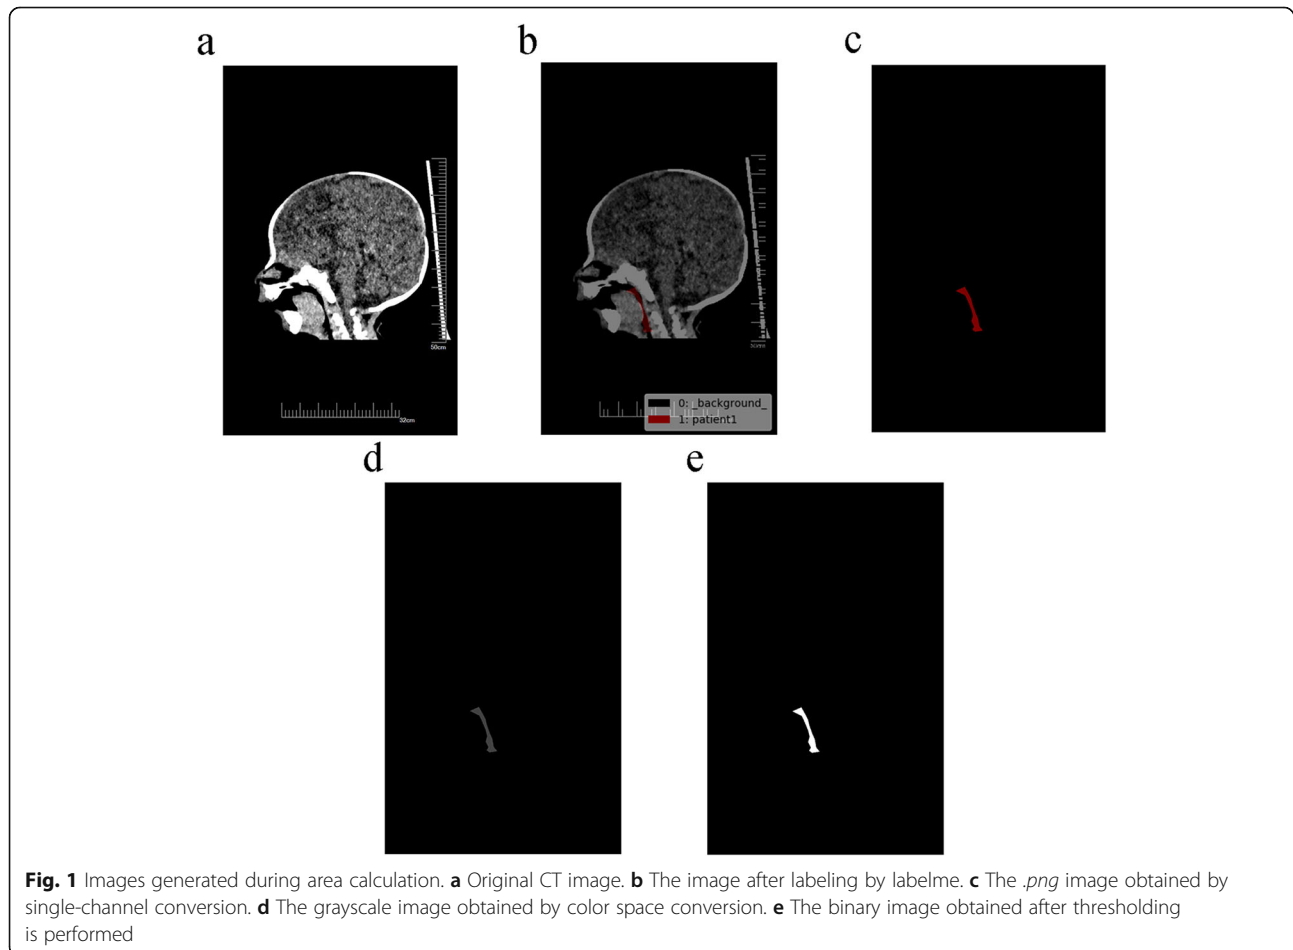 a
b
c
50cm
32cm
0: _background_
1: patient1
d
e
Fig. 1 Images generated during area calculation. a Original CT image. b The image after labeling by labelme. c The .png image obtained by
single-channel conversion. d The grayscale image obtained by color space conversion. e The binary image obtained after thresholding
is performed